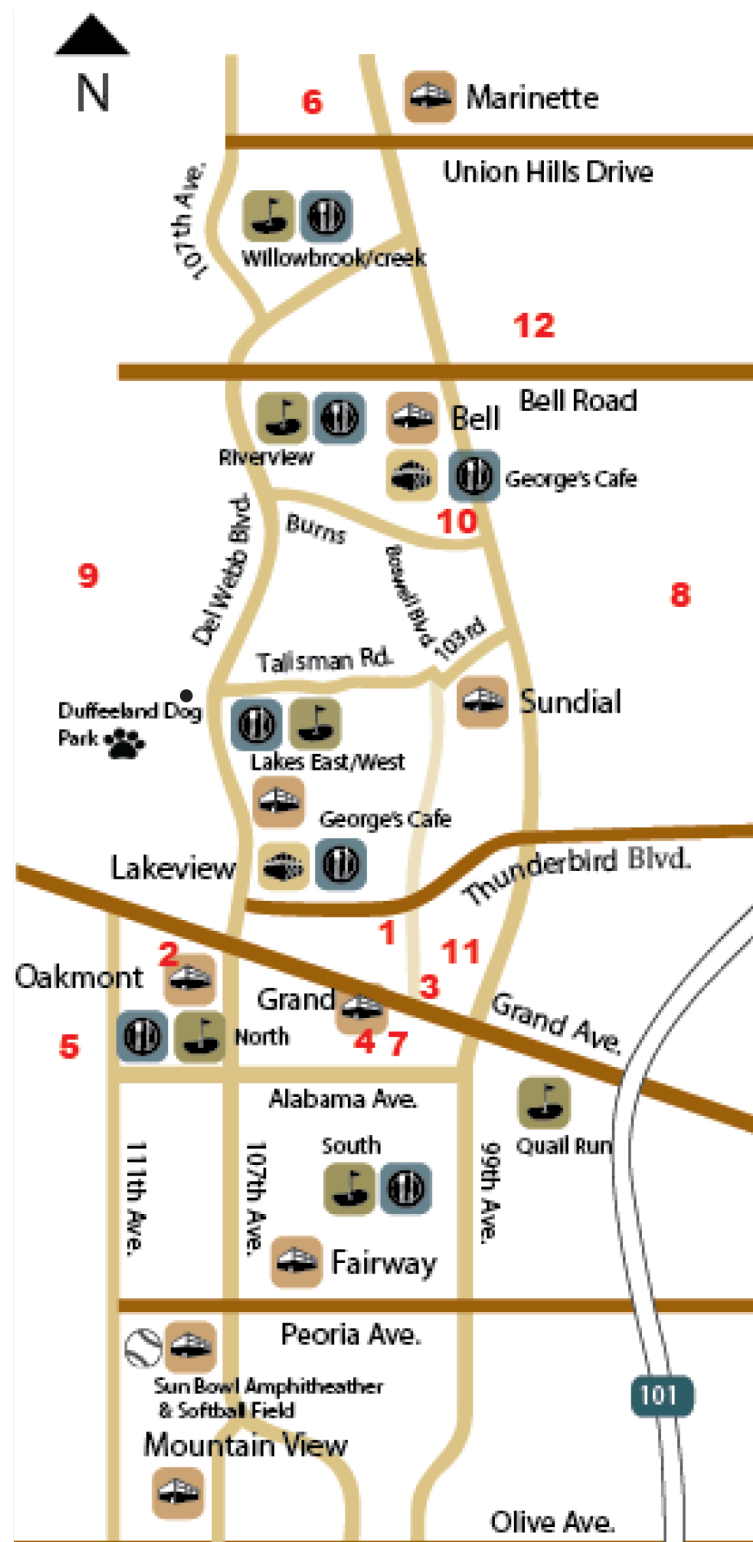 N
6
Marinette
Union Hills Drive
107th Ave.
Willowbrook/creek
12
Bell Road
Bell
Riverview
George's Cafe
10
Burns
Del Webb Blvd.
9
Boswell Blvd.
8
103rd
Talisman Rd.
Sundial
Duffeeland Dog
Park
Lakes East/West
George's Cafe
Lakeview
Thunderbird Blvd.
1
2
11
Oakmont
3
Grand
Grand Ave.
5
North
4 7
Alabama Ave.
Quail Run
South
111th Ave.
107th Ave.
99th Ave.
Fairway
Peoria Ave.
Sun Bowl Amphitheather
& Softball Field
101
Mountain View
Olive Ave.